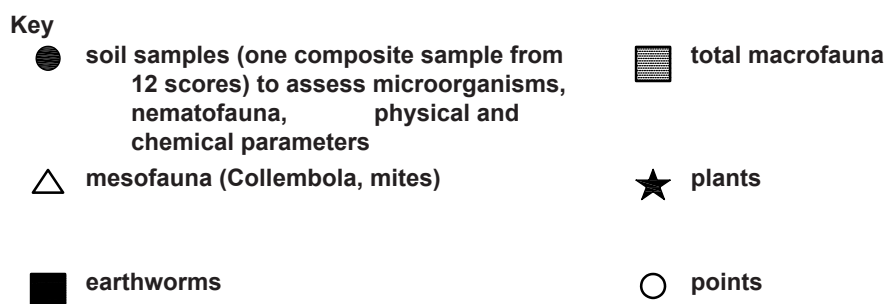 Key
soil samples (one composite sample from
12 scores) to assess microorganisms,
nematofauna, physical and
chemical parameters
total macrofauna
mesofauna (Collembola, mites)
plants
earthworms
points